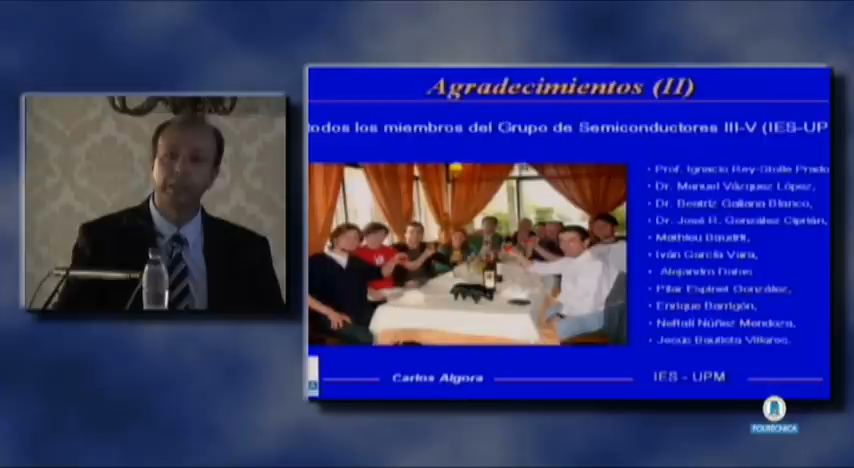 Agradecimientos (II)
todos los miembros del Grupo de Semiconductores III-V (IES-UP
• Prof. Ignacio Rey-Stolle Prado
• Dr. Manuel Vázquez López,
• Dr. Beatriz Galiana Blanco,
• Dr. José R. González Ciprián,
• Mathieu Baudrit,
• Iván García Vara,
• Alejandro
• Pilar Espinet González,
• Enrique Barrigón,
• Neftalí Núñez Mendoza,
• Jesús Bautista Villares.
Carlos Algora
IES - UPM
POLITÉCNICA